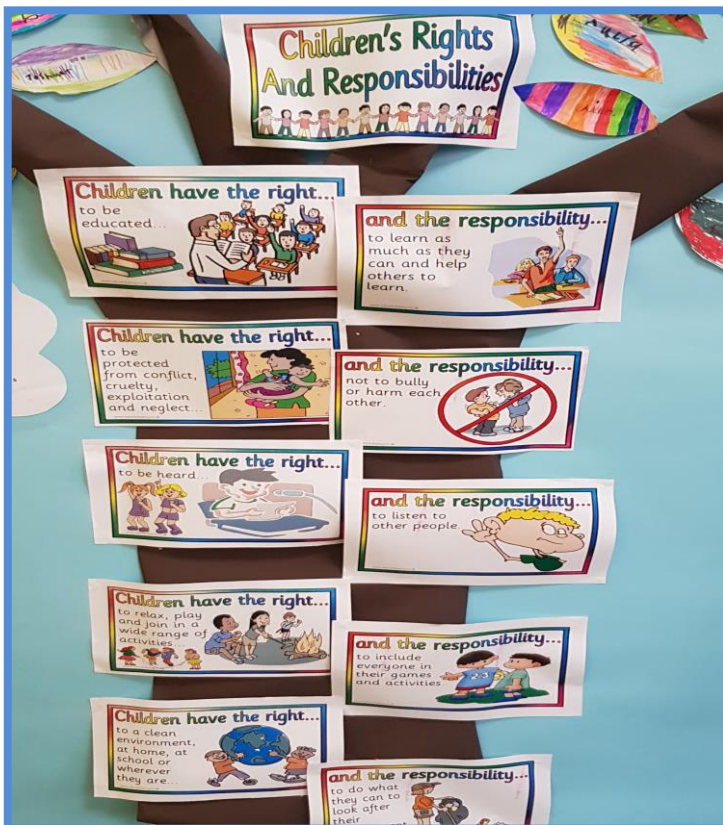 Children's Rights
And Responsibilities
Children have the right...
to be
educated...
and the responsibility...
to learn as
much as they
can and help
others to
learn.
Children have the right...
to be
protected
from conflict,
cruelty,
exploitation
and neglect...
and the responsibility...
not to bully
or harm each
other.
Children have the right...
to be heard...
and the responsibility...
to listen to
other people.
Children have the right...
to relax, play
and join in a
wide range of
activities...
and the responsibility...
to include
everyone in
their games
and activities
Children have the right...
to a clean
environment,
at home, at
school or
wherever
they are...
and the responsibility...
to do what
they can to
look after
their